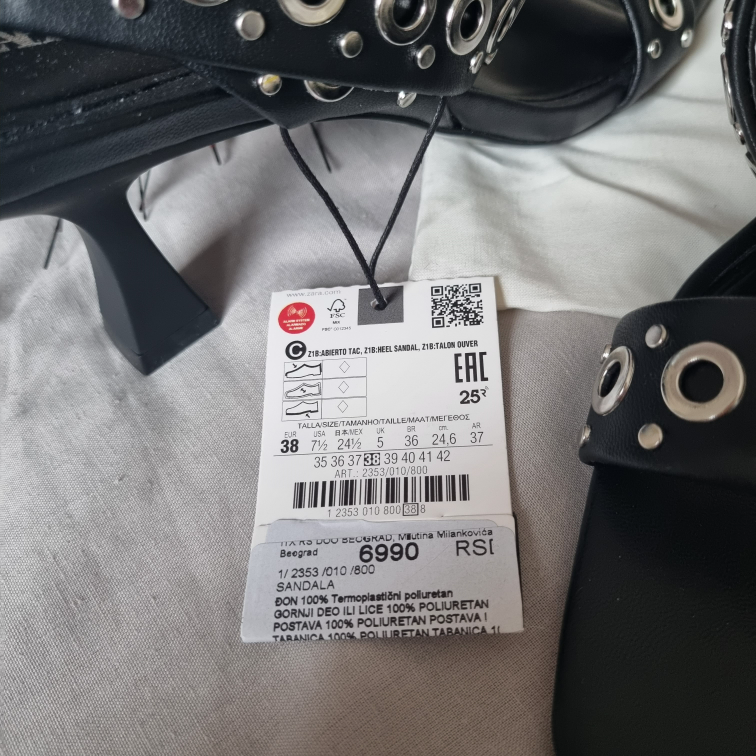 www.zara.com
ALARM SYSTEM
FSC
MIX
C Z1B:ABIERTO TAC, Z1B:HEEL SANDAL, Z1B:TALON OUVER
EAC
25
TALLA/SIZE/TAMANHO/TAILLE/MAAT/ΜΕΓΕΘΟΣ
EUR USA 日本/MEX UK BR cm. AR
38 7½ 24½ 5 36 24,6 37
35 36 37 38 39 40 41 42
ART.: 2353/010/800
1 2353 010 800 38 8
ITX RS DOO BEOGRAD, Milutina Milankovića
Beograd 6990 RSD
1/ 2353 /010 /800
SANDALA
ĐON 100% Termoplastični poliuretan
GORNJI DEO ILI LICE 100% POLIURETAN
POSTAVA 100% POLIURETAN POSTAVA I
TABANICA 100% POLIURETAN TABANICA